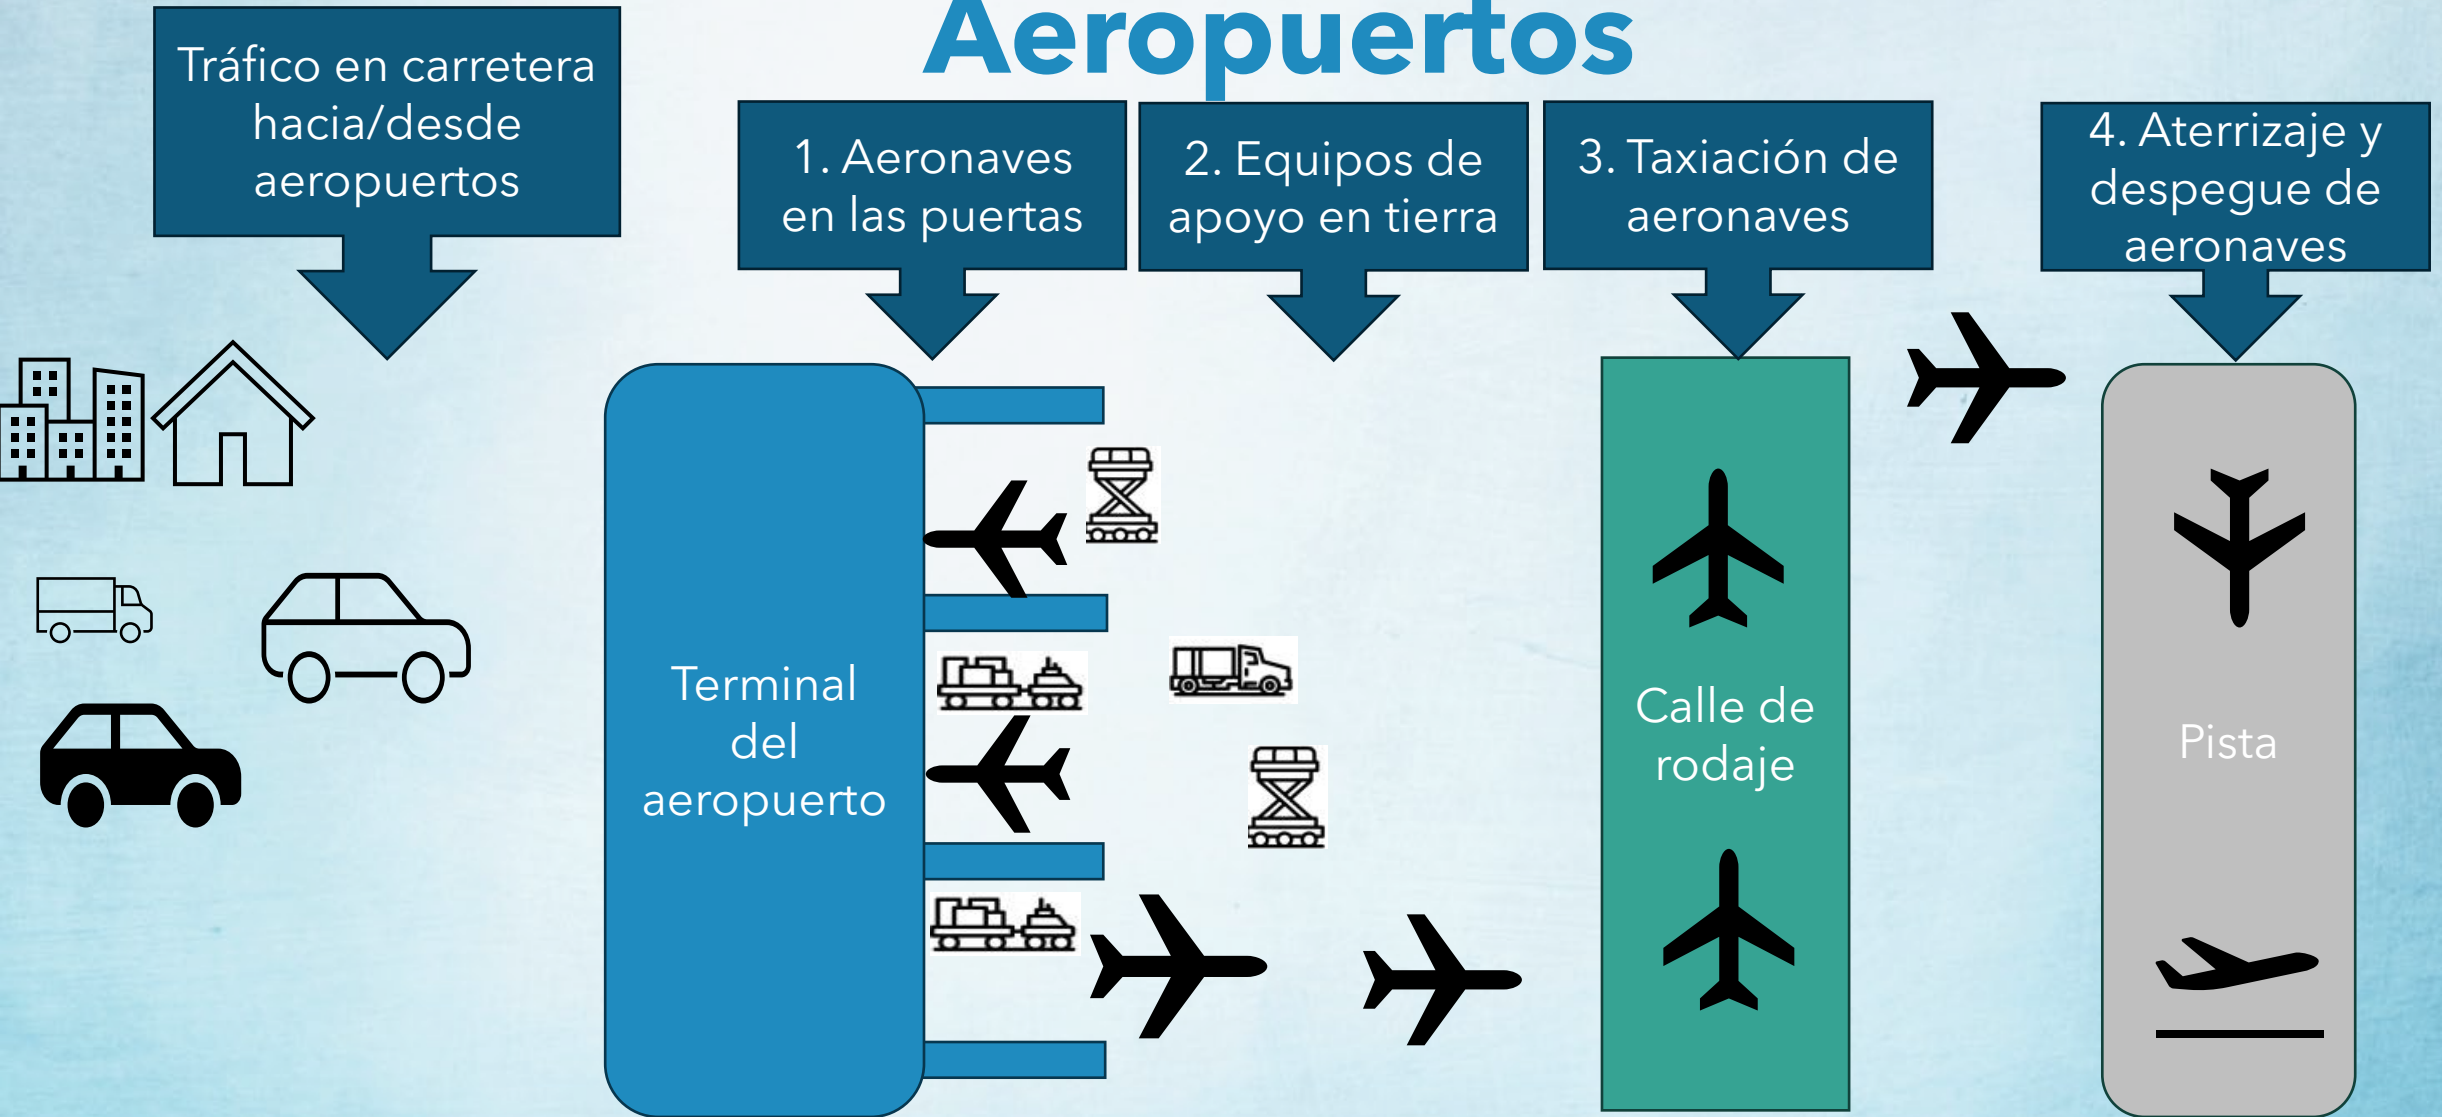 Aeropuertos
Tráfico en carretera
hacia/desde
aeropuertos
1. Aeronaves
en las puertas
2. Equipos de
apoyo en tierra
3. Taxiación de
aeronaves
4. Aterrizaje y
despegue de
aeronaves
Terminal
del
aeropuerto
Calle de
rodaje
Pista